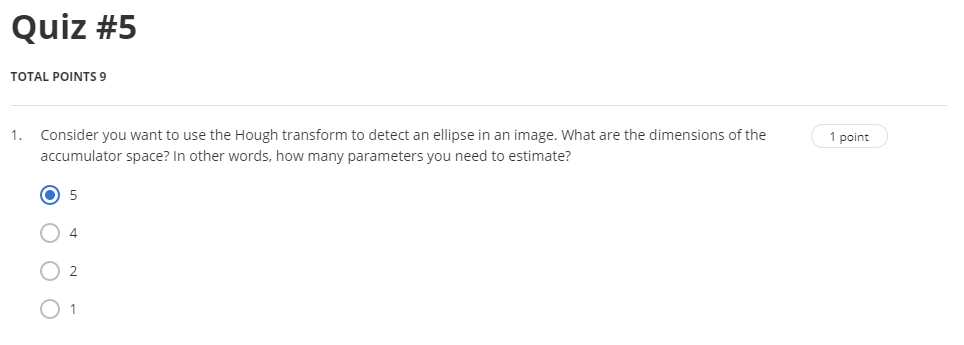 Quiz #5
TOTAL POINTS 9
1. Consider you want to use the Hough transform to detect an ellipse in an image. What are the dimensions of the
1 point
accumulator space? In other words, how many parameters you need to estimate?
5
4
2
1